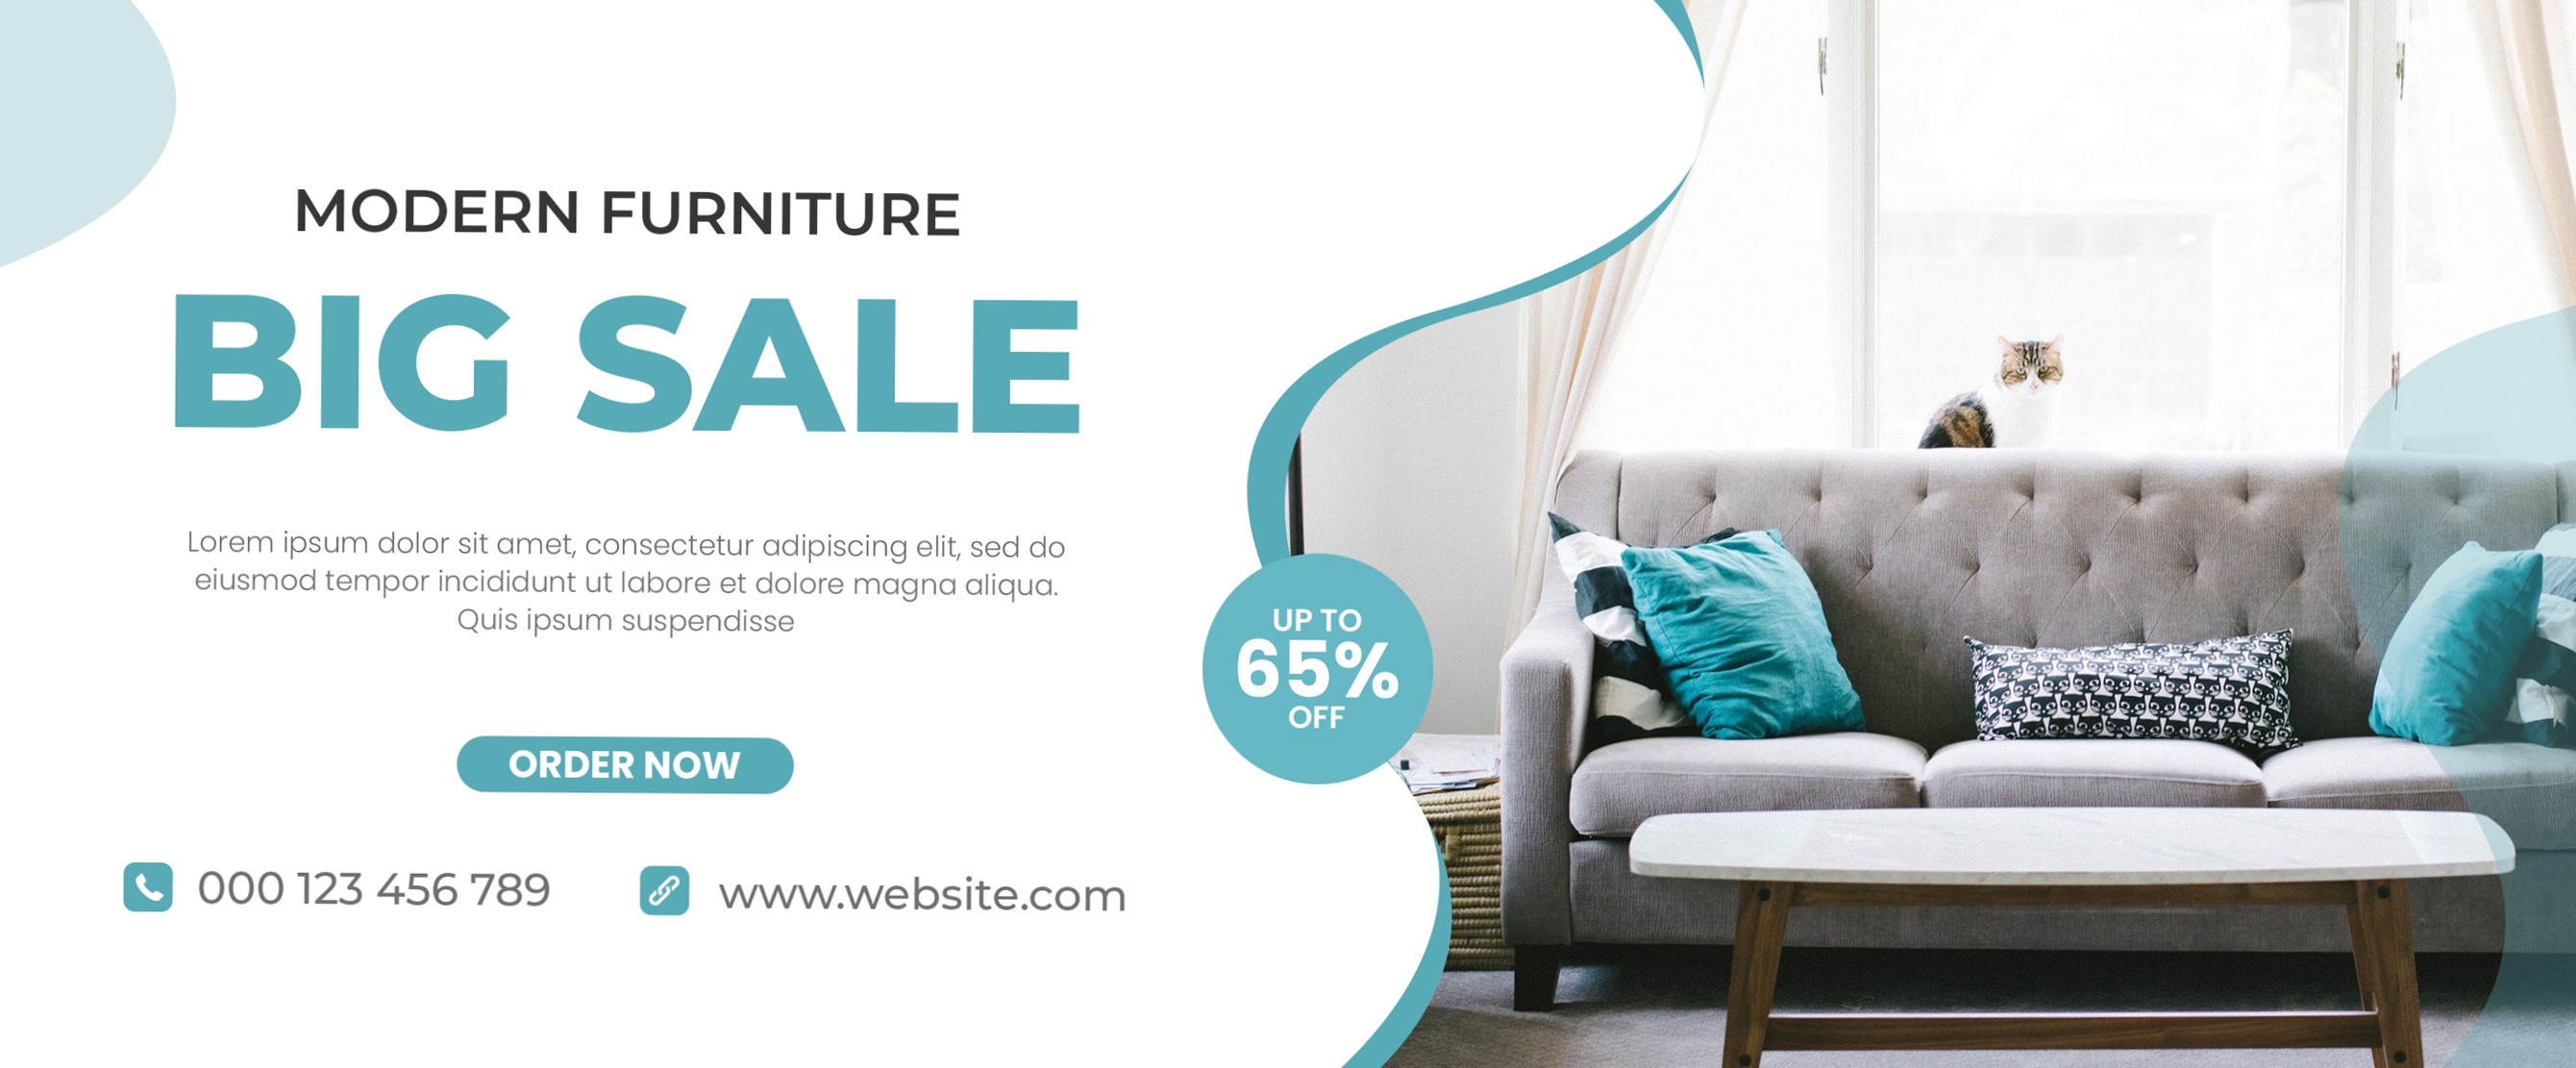 MODERN FURNITURE
BIG SALE
Lorem ipsum dolor sit amet, consectetur adipiscing elit, sed do
eiusmod tempor incididunt ut labore et dolore magna aliqua.
Quis ipsum suspendisse
ORDER NOW
000 123 456 789
www.website.com
UP TO
65%
OFF